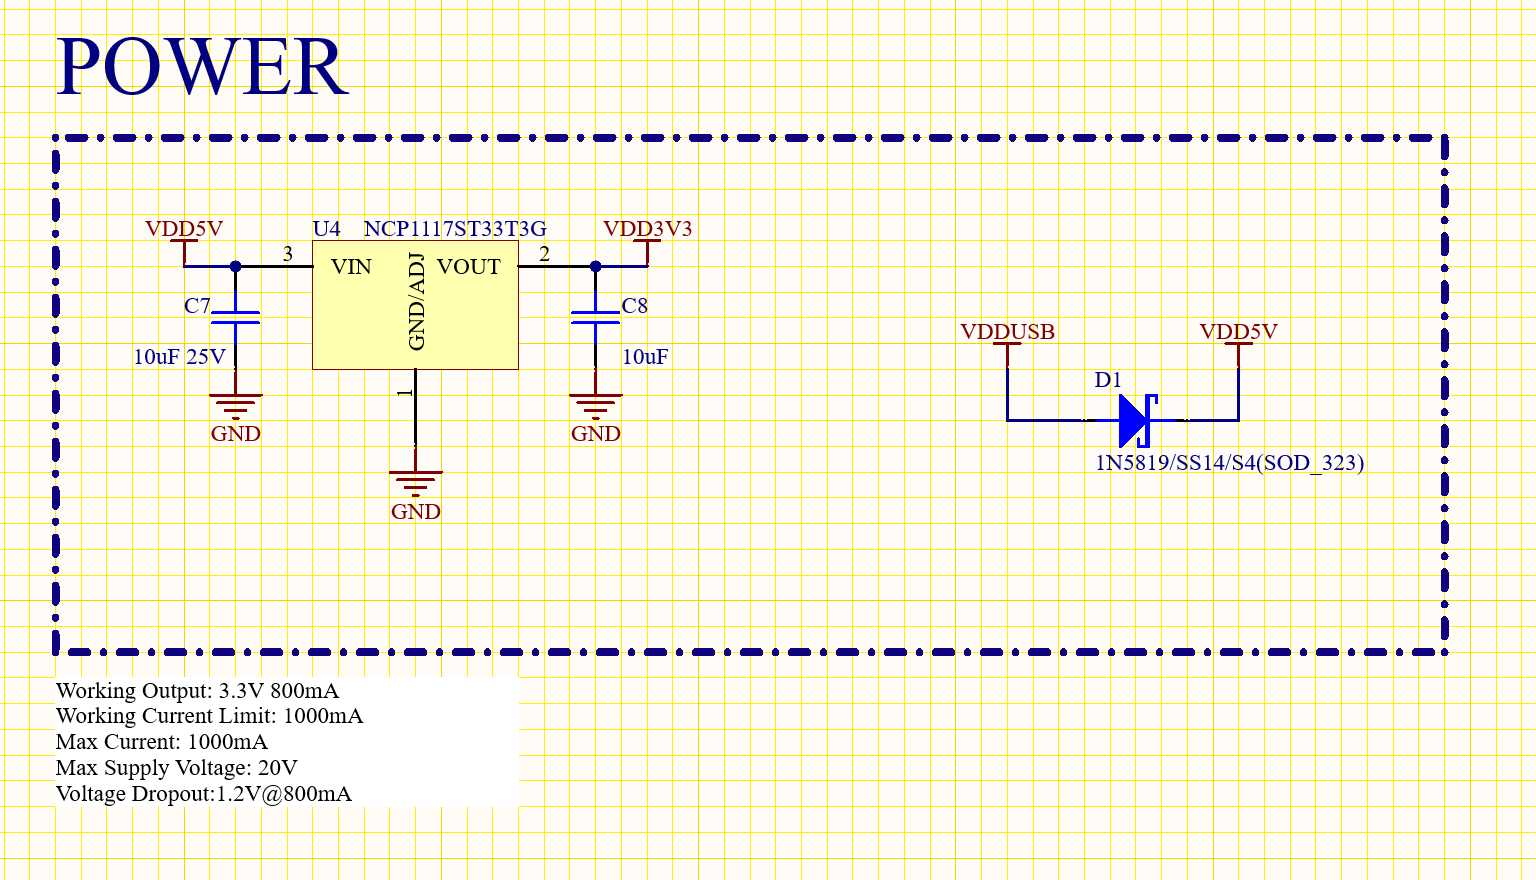 POWER
VDD5V
U4 NCP1117ST33T3G
VDD3V3
3
VIN
GND/ADJ
VOUT
2
C7
10uF 25V
GND
1
GND
C8
10uF
GND
VDDUSB
VDD5V
D1
1N5819/SS14/S4(SOD_323)
Working Output: 3.3V 800mA
Working Current Limit: 1000mA
Max Current: 1000mA
Max Supply Voltage: 20V
Voltage Dropout:1.2V@800mA